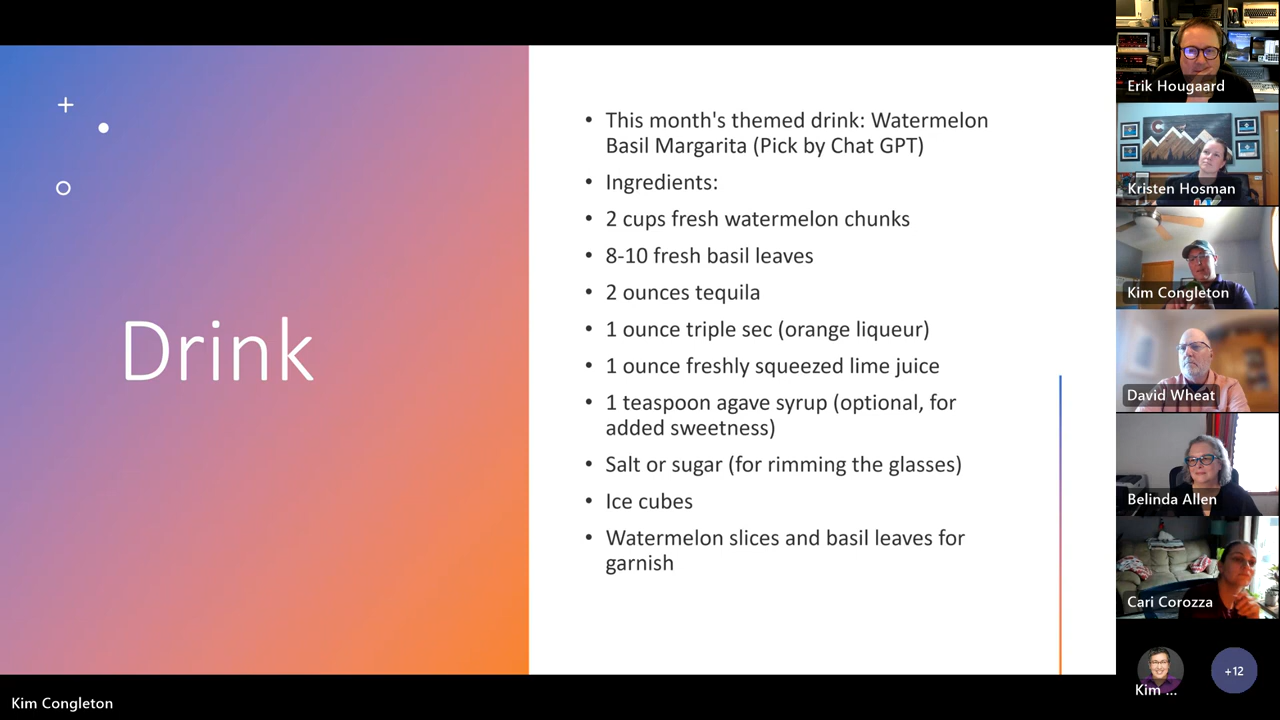 Drink
This month's themed drink: Watermelon
Basil Margarita (Pick by Chat GPT)
Ingredients:
2 cups fresh watermelon chunks
8-10 fresh basil leaves
2 ounces tequila
1 ounce triple sec (orange liqueur)
1 ounce freshly squeezed lime juice
1 teaspoon agave syrup (optional, for
added sweetness)
Salt or sugar (for rimming the glasses)
Ice cubes
Watermelon slices and basil leaves for
garnish
Erik Hougaard
Kristen Hosman
Kim Congleton
David Wheat
Belinda Allen
Cari Corozza
Kim ...
+12
Kim Congleton